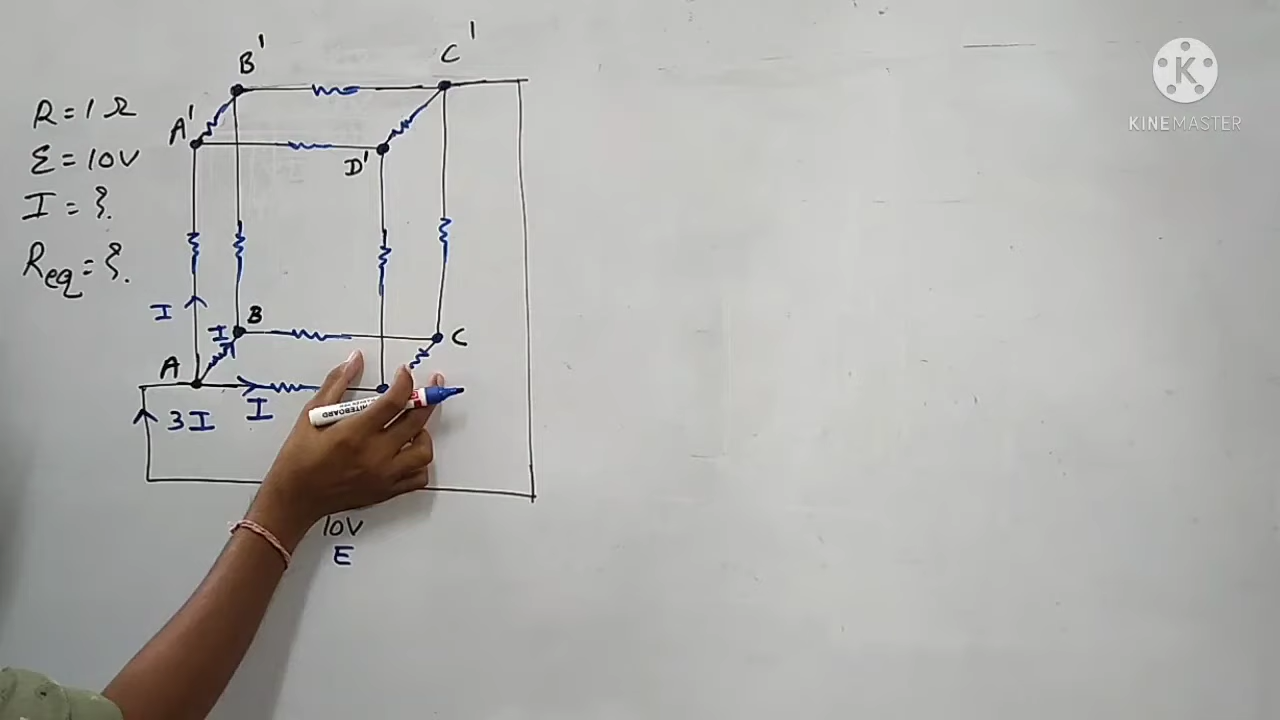 B'
C'
R = 1 Ω
A'
ε = 10V
D'
I = ?
Req = ?
I
B
I
C
A
3I
I
10V
E
KINEMASTER